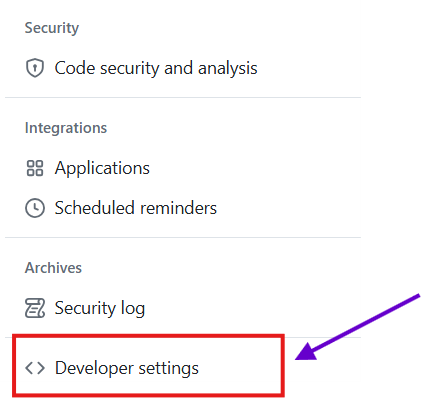 Security
Code security and analysis
Integrations
Applications
Scheduled reminders
Archives
Security log
Developer settings